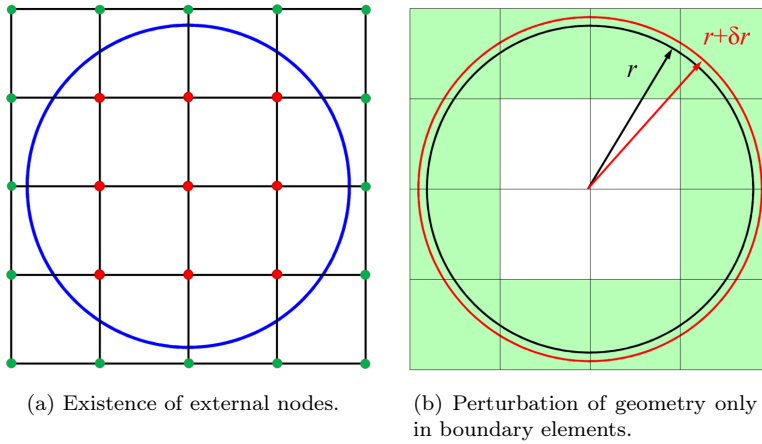 r
r+δr
(a) Existence of external nodes.
(b) Perturbation of geometry only
in boundary elements.